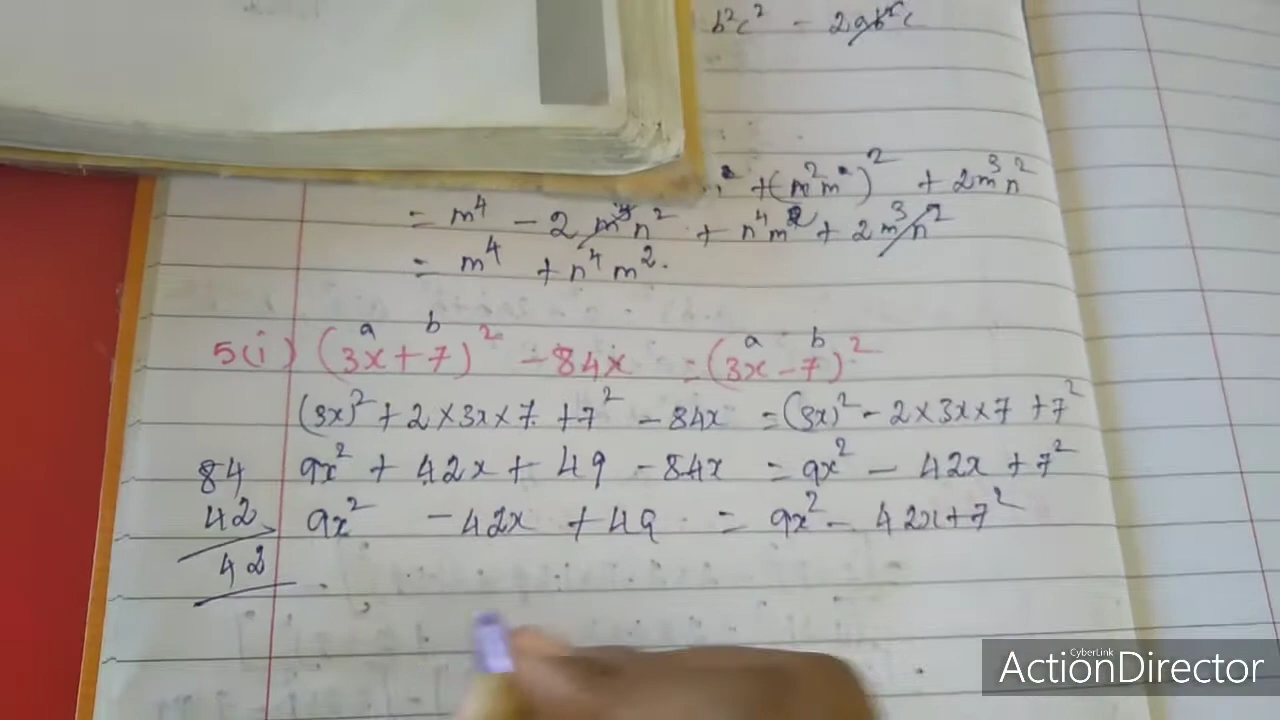 b²c² - 2ab²c
+ (m²n²)² + 2m³n²
= m⁴ - 2m³n² + n⁴m² + 2m³n²
= m⁴ + n⁴m².
a b a b
5(i) (3x+7)² - 84x = (3x-7)²
(3x)² + 2×3x×7 + 7² - 84x = (3x)² - 2×3x×7 + 7²
84 9x² + 42x + 49 - 84x = 9x² - 42x + 7²
42 9x² - 42x + 49 = 9x² - 42x + 7²
42
CyberLink
ActionDirector